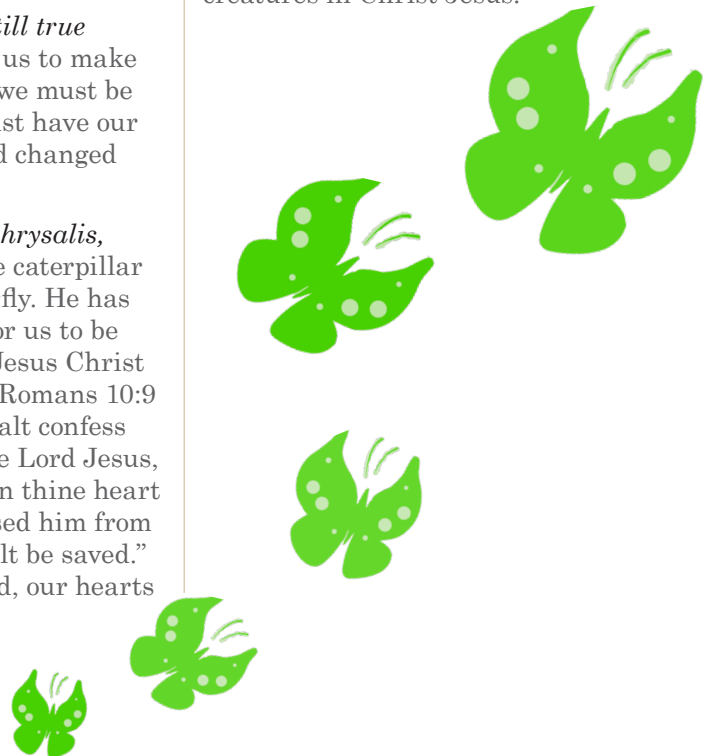 till true
us to make
we must be
st have our
d changed
hrysalis,
e caterpillar
fly. He has
or us to be
Jesus Christ
Romans 10:9
alt confess
e Lord Jesus,
n thine heart
sed him from
lt be saved.”
d, our hearts
creatures in Christ Jesus.